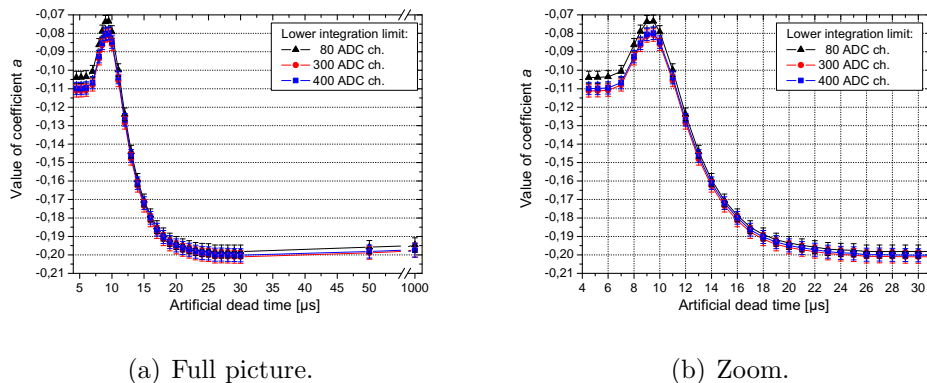 -0,07
-0,08
-0,09
-0,10
-0,11
-0,12
-0,13
-0,14
-0,15
-0,16
-0,17
-0,18
-0,19
-0,20
-0,21
Value of coefficient a
Lower integration limit:
80 ADC ch.
300 ADC ch.
400 ADC ch.
5 10 15 20 25 30 40 50 1000
Artificial dead time [µs]
(a) Full picture.
-0,07
-0,08
-0,09
-0,10
-0,11
-0,12
-0,13
-0,14
-0,15
-0,16
-0,17
-0,18
-0,19
-0,20
-0,21
Value of coefficient a
Lower integration limit:
80 ADC ch.
300 ADC ch.
400 ADC ch.
4 6 8 10 12 14 16 18 20 22 24 26 28 30
Artificial dead time [µs]
(b) Zoom.